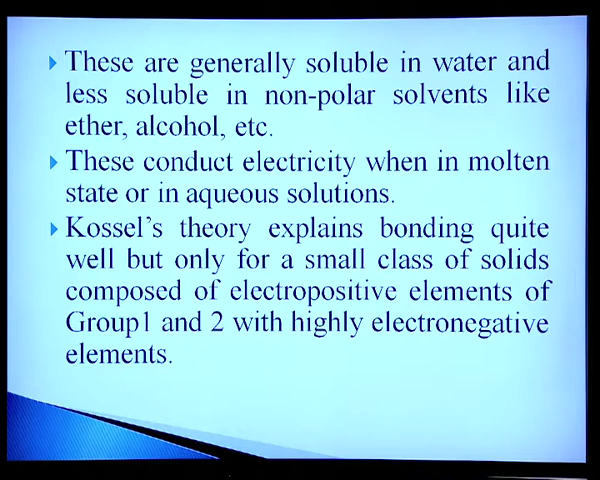 These are generally soluble in water and
less soluble in non-polar solvents like
ether, alcohol, etc.
These conduct electricity when in molten
state or in aqueous solutions.
Kossel's theory explains bonding quite
well but only for a small class of solids
composed of electropositive elements of
Group1 and 2 with highly electronegative
elements.